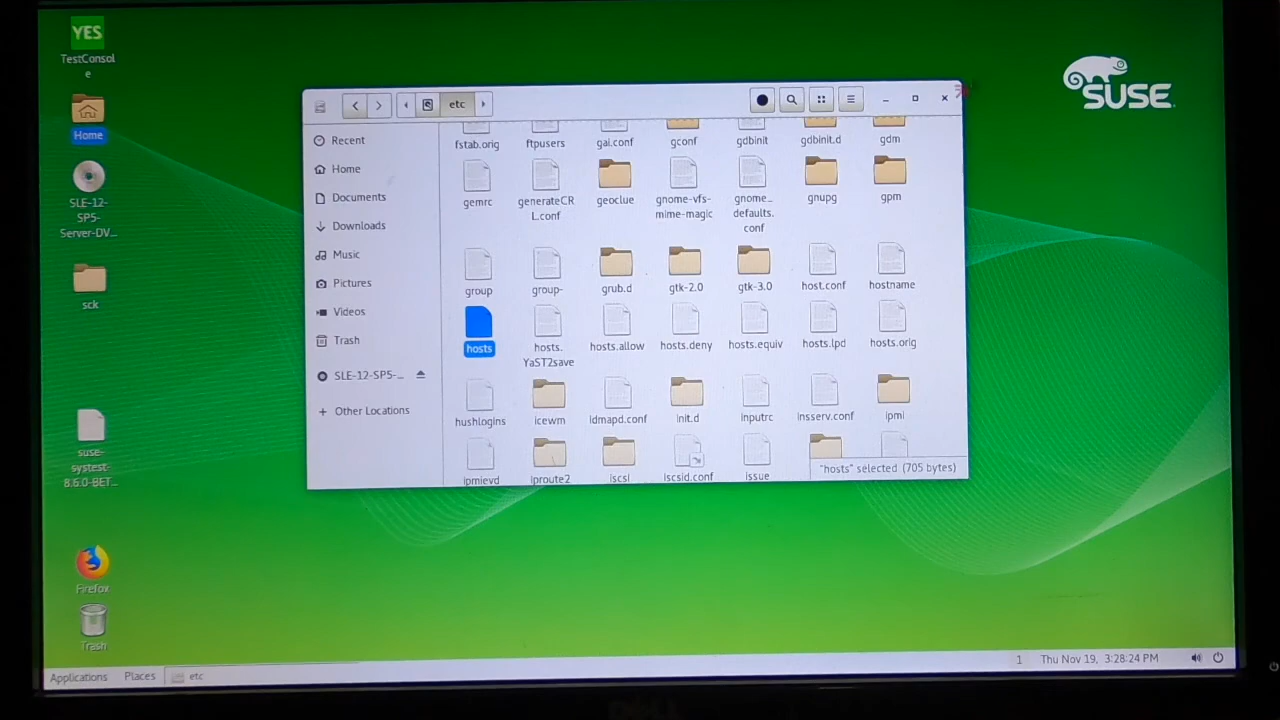 YES
TestConsol
e
Home
SLE-12-
SP5-
Server-DV...
sck
suse-
systest-
8.6.0-BET...
Firefox
Trash
SUSE
etc
Recent
Home
Documents
Downloads
Music
Pictures
Videos
Trash
SLE-12-SP5-...
+ Other Locations
fstab.orig ftpusers gai.conf gconf gdbinit gdbinit.d gdm
gemrc generateCR
L.conf geoclue gnome-vfs-
mime-magic gnome_
defaults.
conf gnupg gpm
group group- grub.d gtk-2.0 gtk-3.0 host.conf hostname
hosts hosts.
YaST2save hosts.allow hosts.deny hosts.equiv hosts.lpd hosts.orig
hushlogins icewm idmapd.conf init.d inputrc insserv.conf ipmi
ipmievd iproute2 iscsi iscsid.conf issue
"hosts" selected (705 bytes)
Applications Places etc 1 Thu Nov 19, 3:28:24 PM